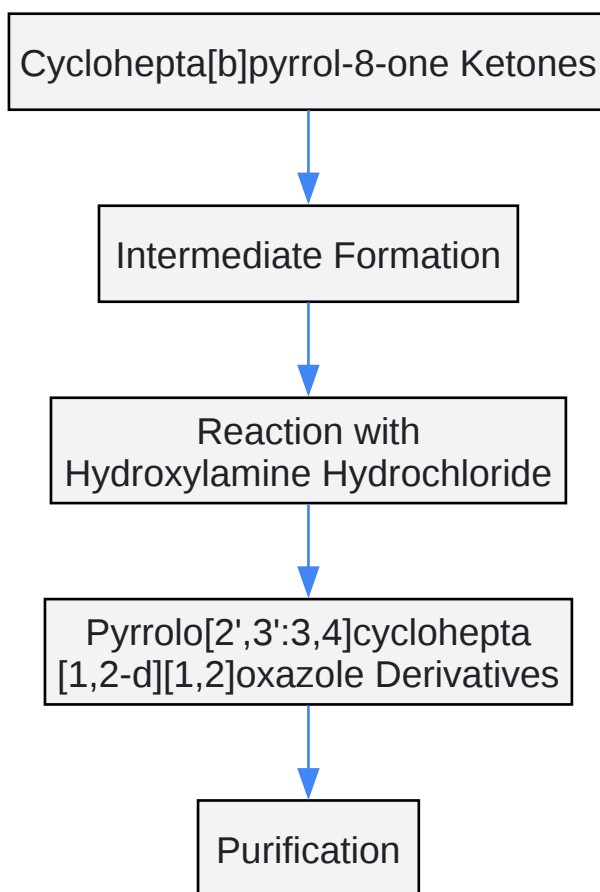 Cyclohepta[b]pyrrol-8-one Ketones
Intermediate Formation
Reaction with
Hydroxylamine Hydrochloride
Pyrrolo[2',3':3,4]cyclohepta
[1,2-d][1,2]oxazole Derivatives
Purification